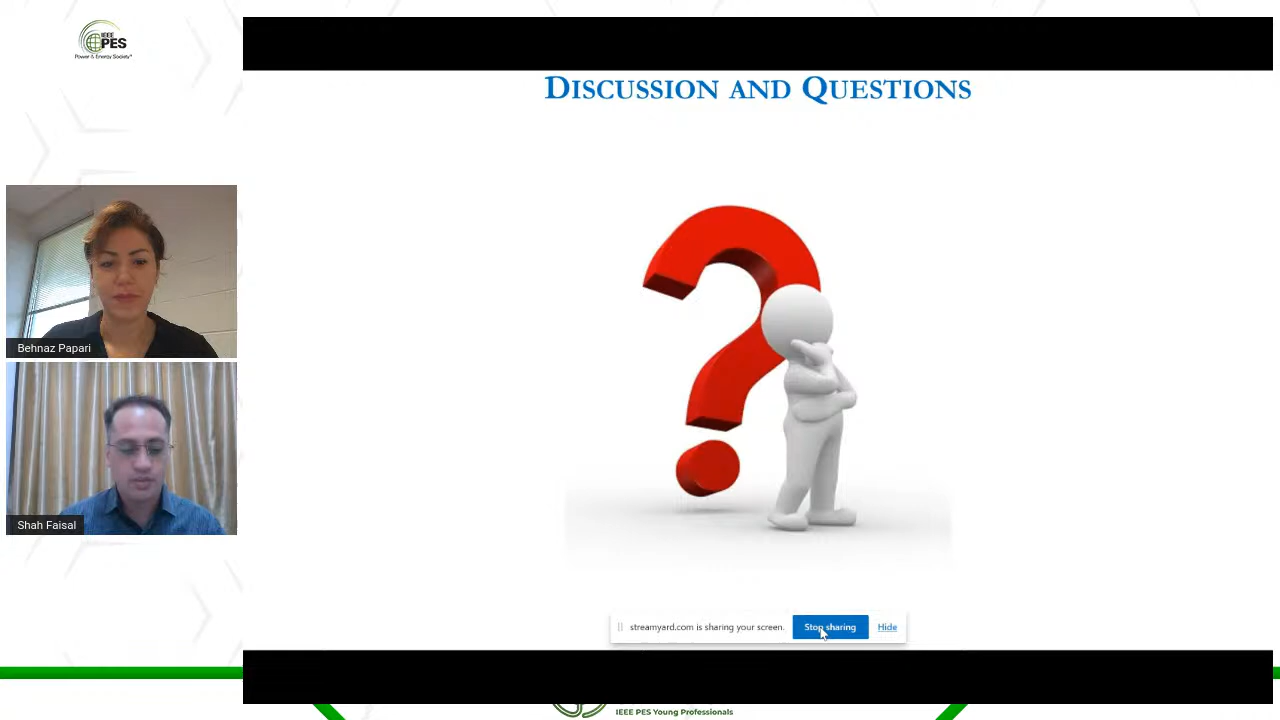 IEEE
PES
Power & Energy Society™
DISCUSSION AND QUESTIONS
Behnaz Papari
Shah Faisal
streamyard.com is sharing your screen.
Stop sharing
Hide
IEEE PES Young Professionals